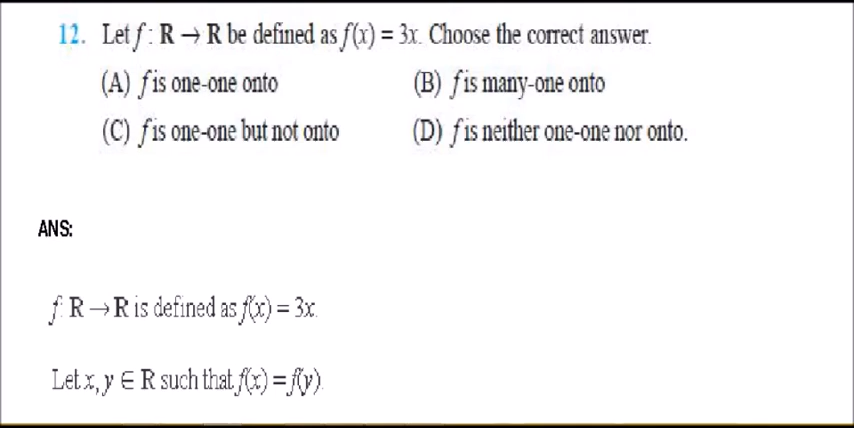 12. Let f : R → R be defined as f(x) = 3x. Choose the correct answer.
(A) f is one-one onto (B) f is many-one onto
(C) f is one-one but not onto (D) f is neither one-one nor onto.
ANS:
f: R → R is defined as f(x) = 3x.
Let x, y ∈ R such that f(x) = f(y).